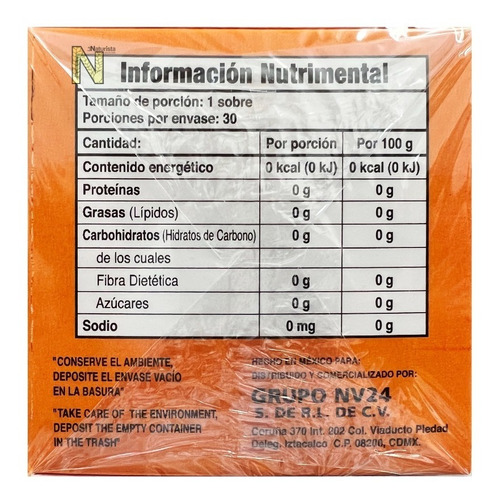 Naturista
N
Información Nutrimental
Tamaño de porción: 1 sobre
Porciones por envase: 30
Cantidad: Por porción Por 100 g
Contenido energético 0 kcal (0 kJ) 0 kcal (0 kJ)
Proteínas 0 g 0 g
Grasas (Lípidos) 0 g 0 g
Carbohidratos (Hidratos de Carbono) 0 g 0 g
de los cuales
Fibra Dietética 0 g 0 g
Azúcares 0 g 0 g
Sodio 0 mg 0 g
"CONSERVE EL AMBIENTE,
DEPOSITE EL ENVASE VACÍO
EN LA BASURA"
"TAKE CARE OF THE ENVIRONMENT,
DEPOSIT THE EMPTY CONTAINER
IN THE TRASH"
HECHO EN MÉXICO PARA:
DISTRIBUIDO Y COMERCIALIZADO POR:
GRUPO NV24
S. DE R.L. DE C.V.
Coruña 370 Int. 202 Col. Viaducto Piedad
Deleg. Iztacalco C.P. 08200, CDMX.